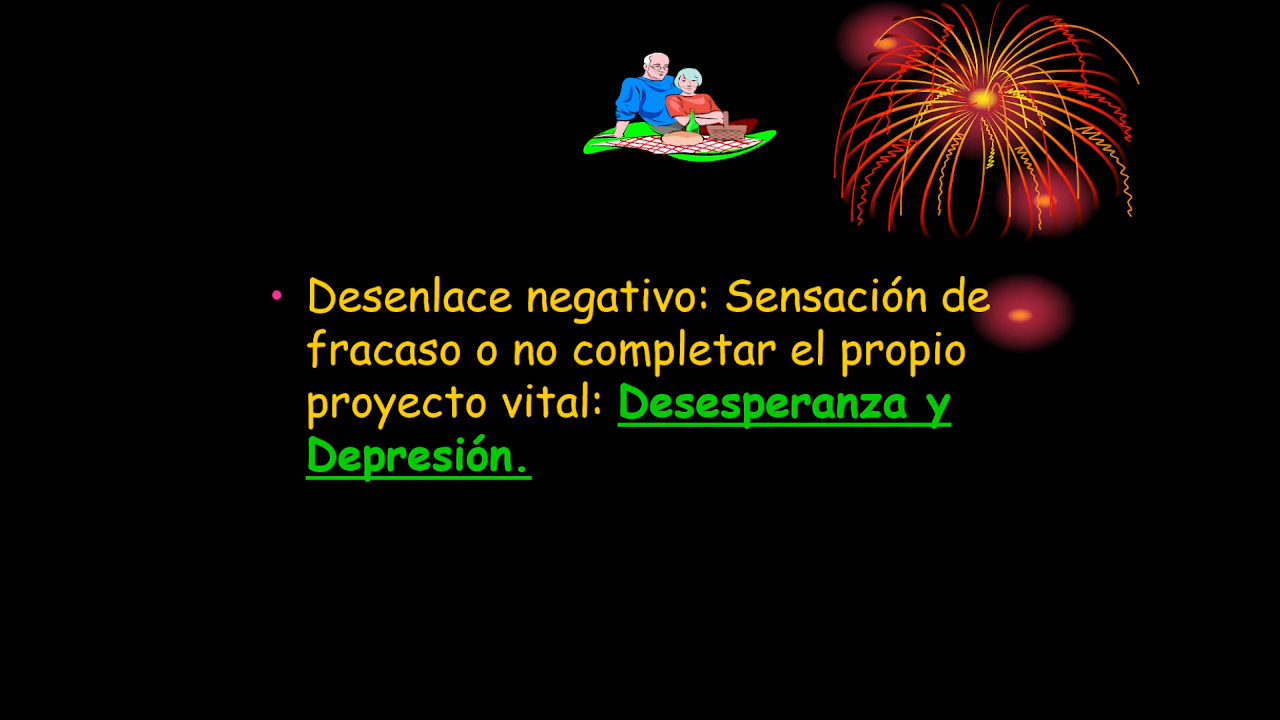 • Desenlace negativo: Sensación de
fracaso o no completar el propio
proyecto vital: Desesperanza y
Depresión.